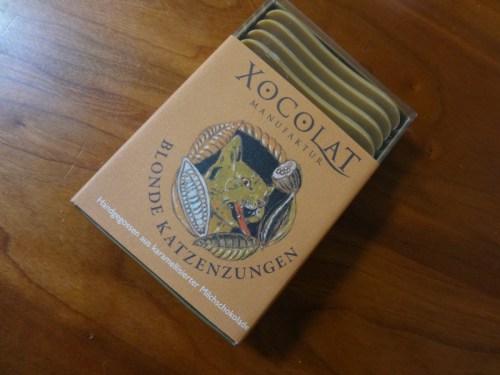 XOCOLAT
MANUFAKTUR
BLONDE KATZENZUNGEN
Handgegossen aus karamellisierter Milchschokolade